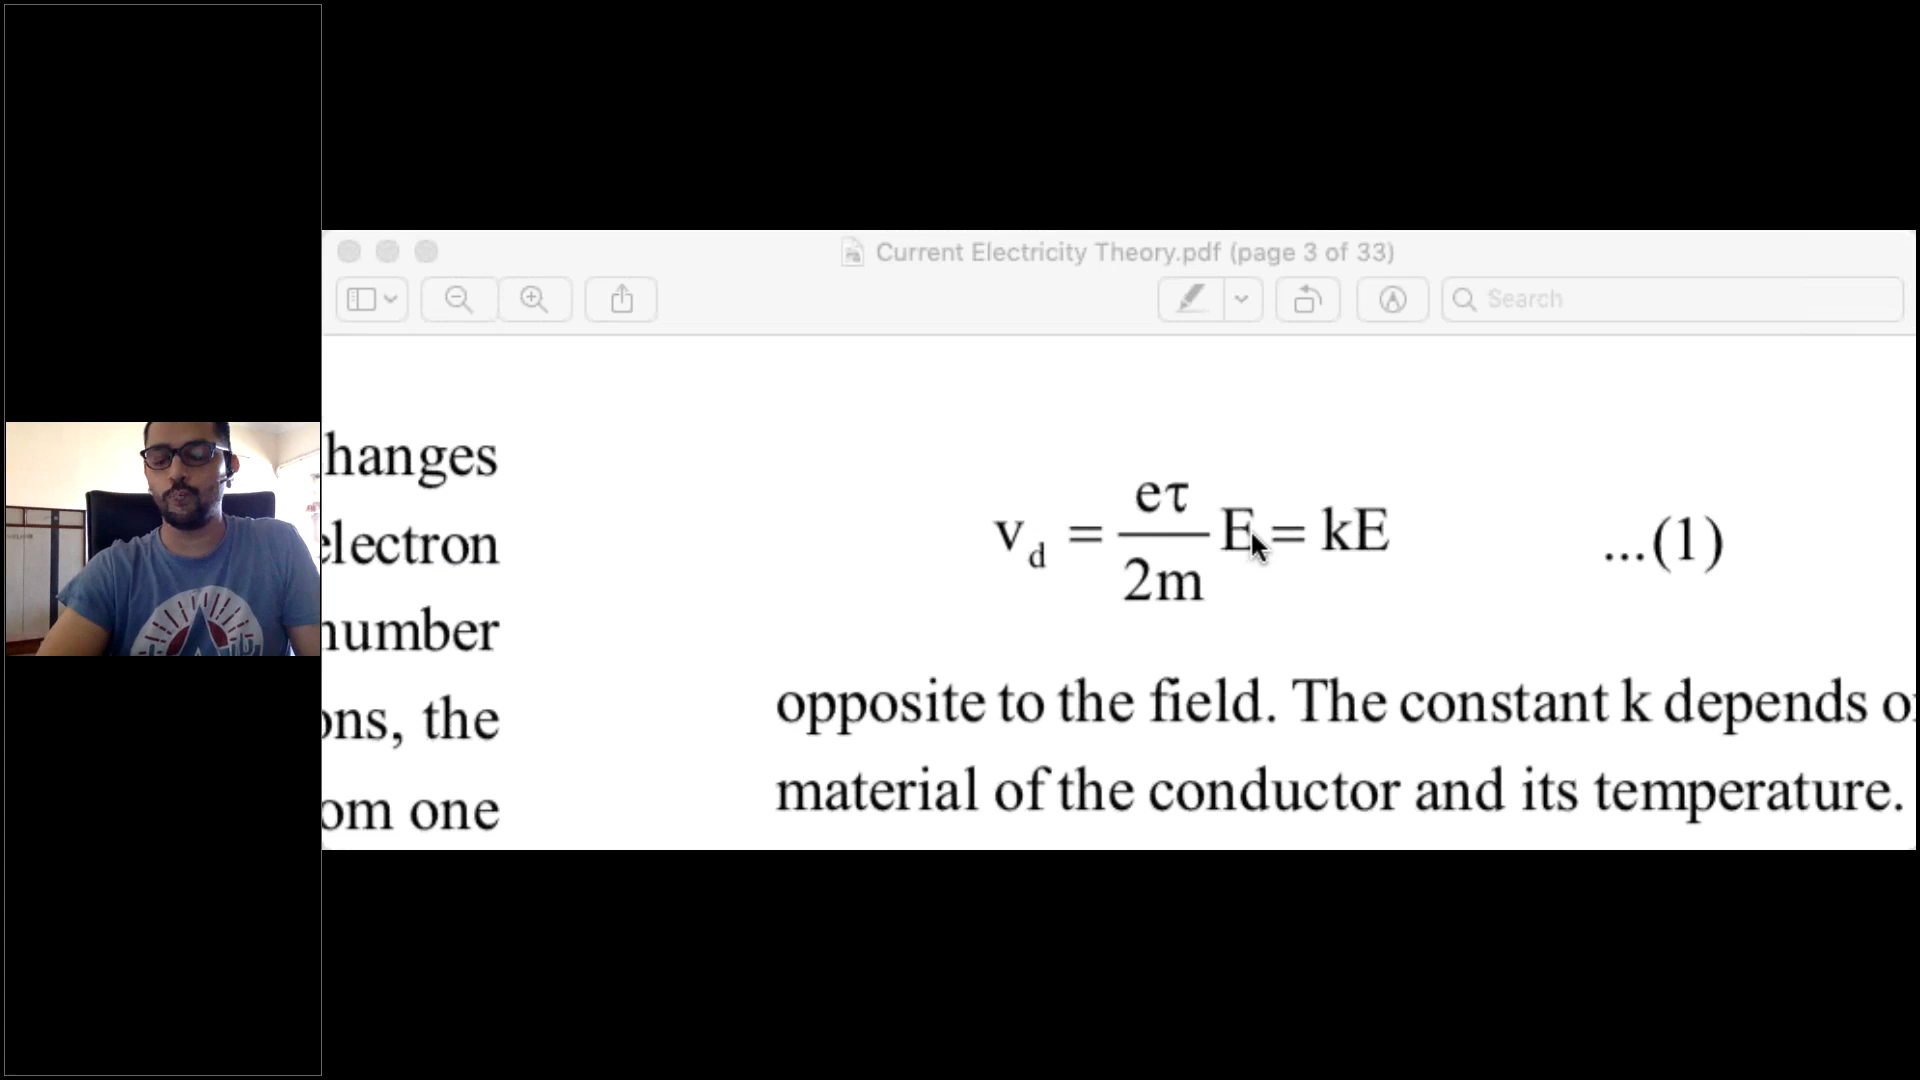 Current Electricity Theory.pdf (page 3 of 33)
Search
hanges
electron
number
ons, the
om one
v_d = eτ/2m E = kE ...(1)
opposite to the field. The constant k depends o
material of the conductor and its temperature.